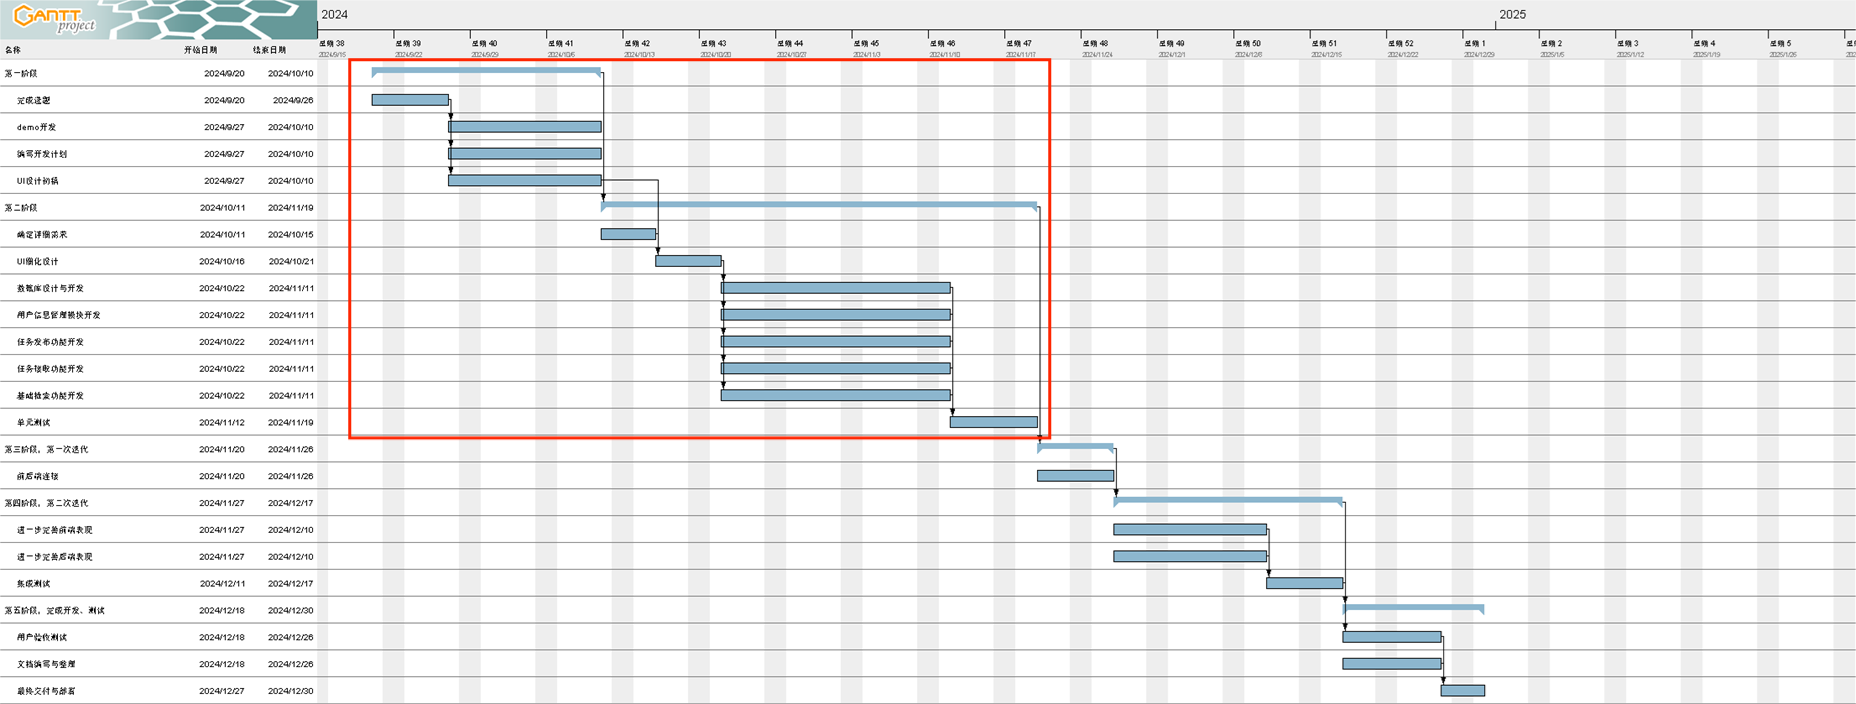 GANTT project
2024 2025
名称 开始日期 结束日期
星期 38 星期 39 星期 40 星期 41 星期 42 星期 43 星期 44 星期 45 星期 46 星期 47 星期 48 星期 49 星期 50 星期 51 星期 52 星期 1 星期 2 星期 3 星期 4 星期 5
2024/9/15 2024/9/22 2024/9/29 2024/10/6 2024/10/13 2024/10/20 2024/10/27 2024/11/3 2024/11/10 2024/11/17 2024/11/24 2024/12/1 2024/12/8 2024/12/15 2024/12/22 2024/12/29 2025/1/5 2025/1/12 2025/1/19 2025/1/26
第一阶段 2024/9/20 2024/10/10
完成选题 2024/9/20 2024/9/26
demo开发 2024/9/27 2024/10/10
编写开发计划 2024/9/27 2024/10/10
UI设计初稿 2024/9/27 2024/10/10
第二阶段 2024/10/11 2024/11/19
确定详细需求 2024/10/11 2024/10/15
UI细化设计 2024/10/16 2024/10/21
数据库设计与开发 2024/10/22 2024/11/11
用户信息管理模块开发 2024/10/22 2024/11/11
任务发布功能开发 2024/10/22 2024/11/11
任务接取功能开发 2024/10/22 2024/11/11
基础检索功能开发 2024/10/22 2024/11/11
单元测试 2024/11/12 2024/11/19
第三阶段，第一次迭代 2024/11/20 2024/11/26
前后端连接 2024/11/20 2024/11/26
第四阶段，第二次迭代 2024/11/27 2024/12/17
进一步完善前端表现 2024/11/27 2024/12/10
进一步完善后端表现 2024/11/27 2024/12/10
集成测试 2024/12/11 2024/12/17
第五阶段，完成开发、测试 2024/12/18 2024/12/30
用户验收测试 2024/12/18 2024/12/26
文档编写与整理 2024/12/18 2024/12/26
最终交付与部署 2024/12/27 2024/12/30